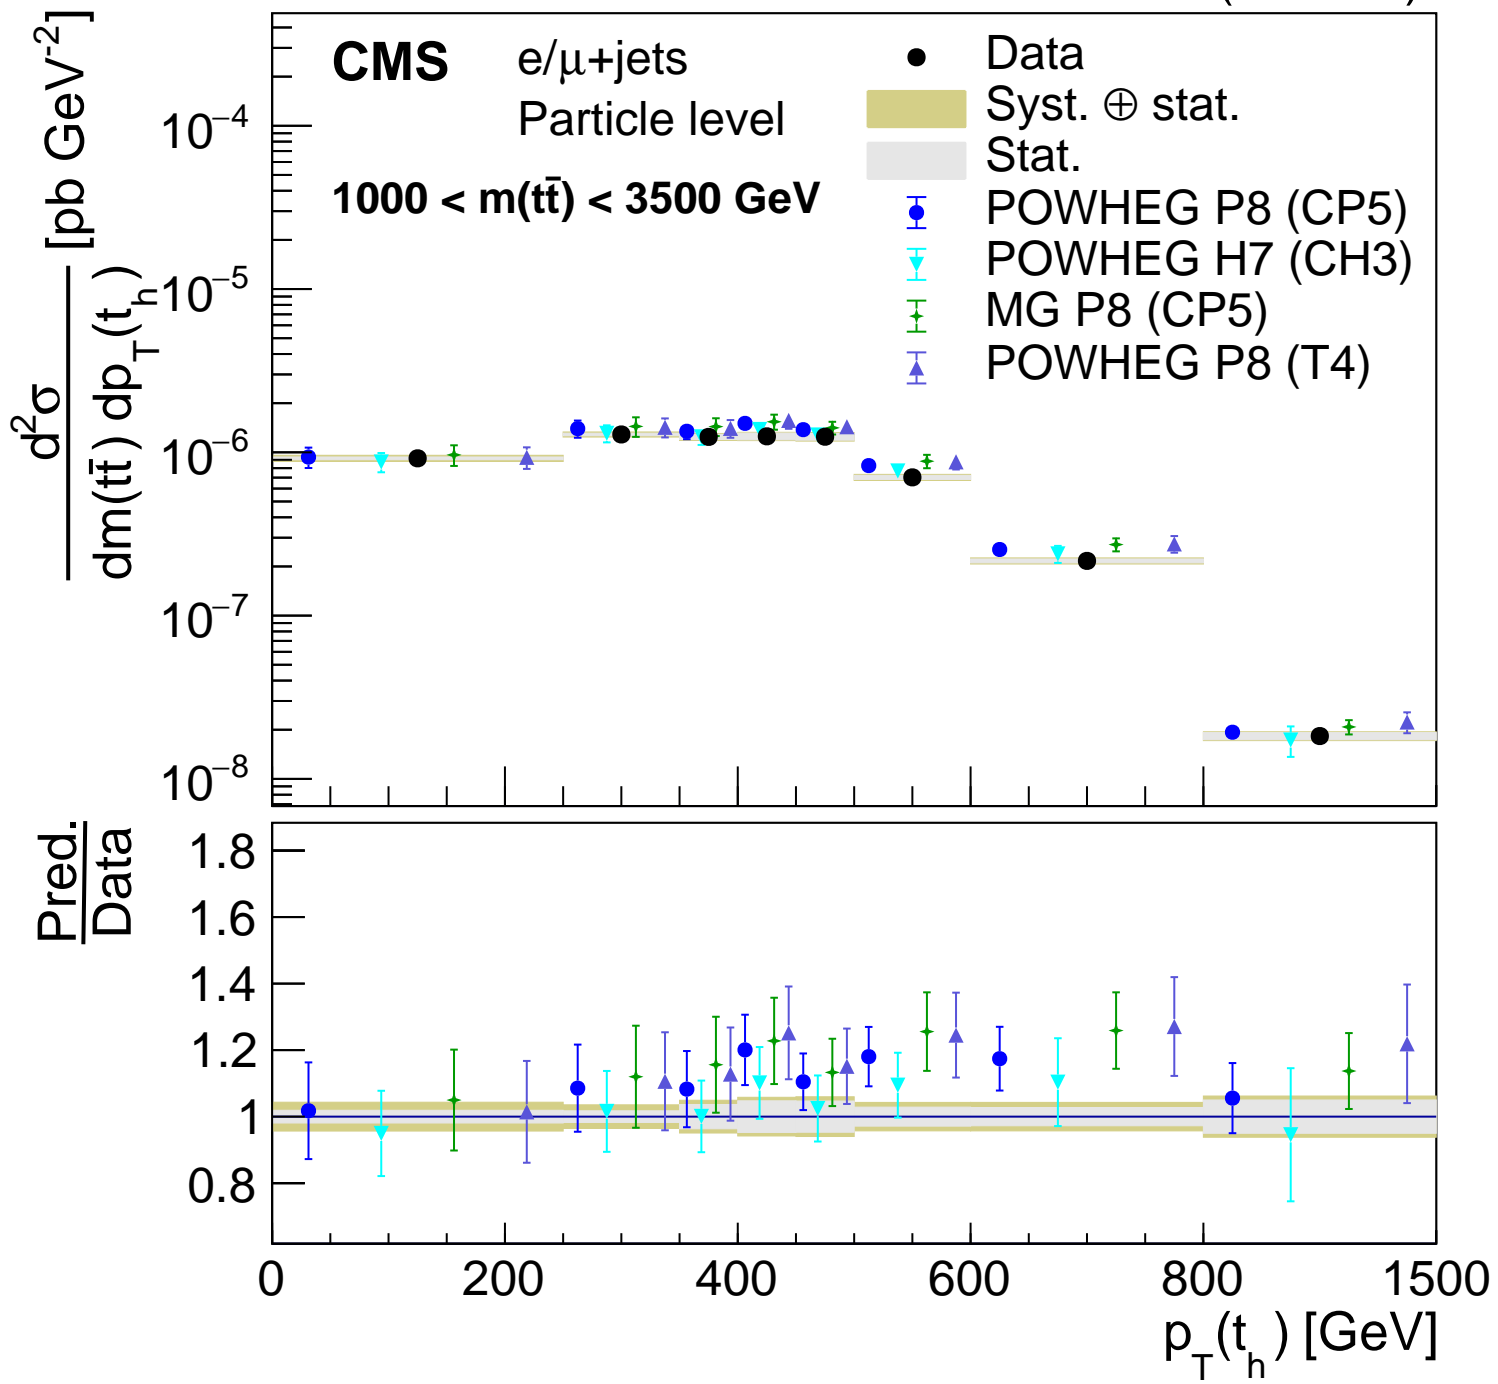 CMS e/μ+jets
Particle level
1000 < m(tt̄) < 3500 GeV
Data
Syst. ⊕ stat.
Stat.
POWHEG P8 (CP5)
POWHEG H7 (CH3)
MG P8 (CP5)
POWHEG P8 (T4)
d²σ
dm(tt̄) dp_T(t_h) [pb GeV⁻²]
10⁻⁴
10⁻⁵
10⁻⁶
10⁻⁷
10⁻⁸
Pred.
Data
1.8
1.6
1.4
1.2
1
0.8
0 200 400 600 800 1500
p_T(t_h) [GeV]